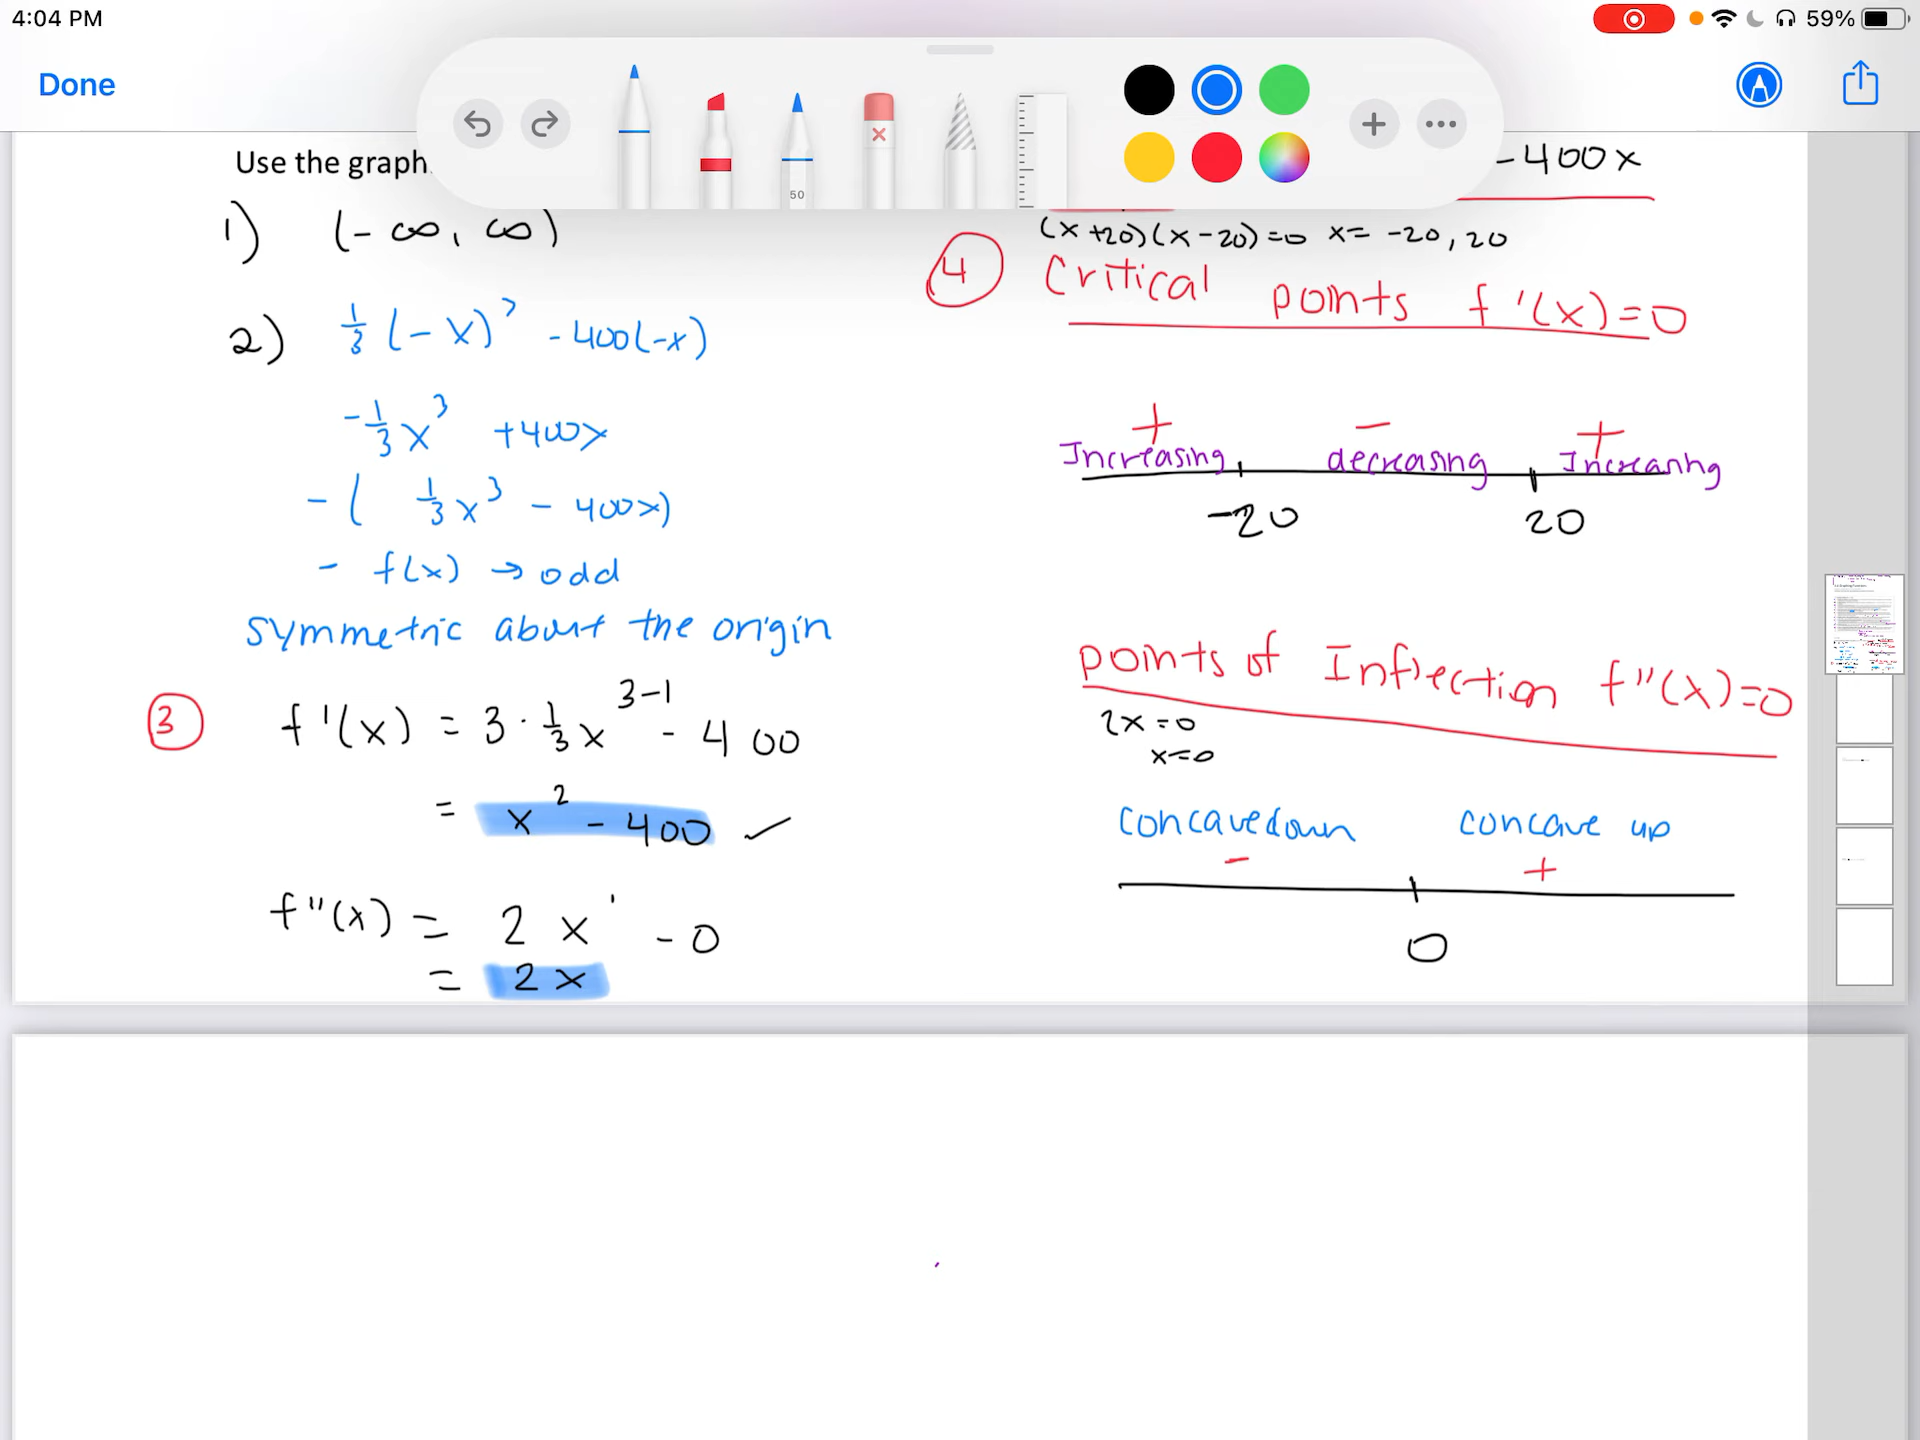 4:04 PM
59%
Done
50
Use the graph
- 400x
1) (-∞, ∞)
2) 1/3 (-x)³ - 400(-x)
-1/3 x³ + 400x
- ( 1/3 x³ - 400x)
- f(x) → odd
symmetric about the origin
3 f'(x) = 3 · 1/3 x^(3-1) - 400
= x² - 400 ✓
f''(x) = 2x' - 0
= 2x
(x+20)(x-20)=0 x= -20, 20
4 Critical points f'(x)=0
+ - +
Increasing decreasing Increasing
-20 20
points of Inflection f''(x)=0
2x=0
x=0
concavedown concave up
- +
0